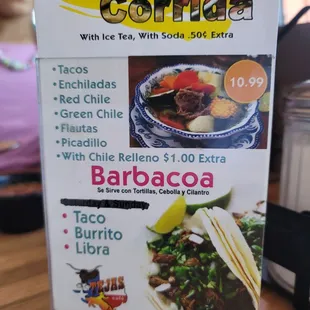 Corrida
With Ice Tea, With Soda .50¢ Extra
• Tacos
• Enchiladas
• Red Chile
• Green Chile
• Flautas
• Picadillo
10.99
• With Chile Relleno $1.00 Extra
Barbacoa
Se Sirve con Tortillas, Cebolla y Cilantro
• Taco
• Burrito
• Libra